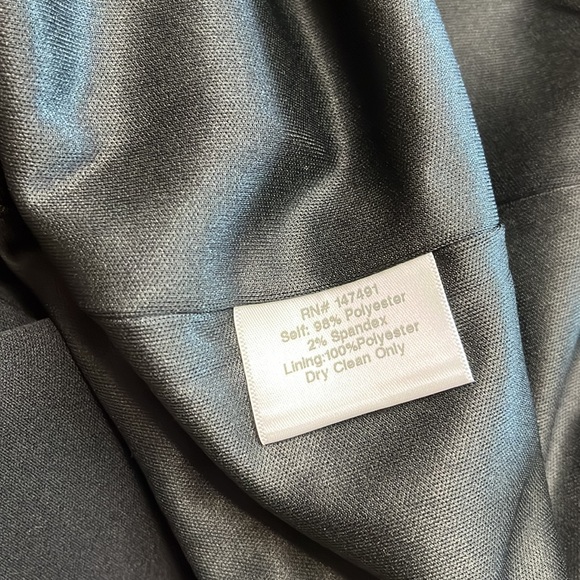 RN# 147491
Self: 98% Polyester
2% Spandex
Lining:100%Polyester
Dry Clean Only